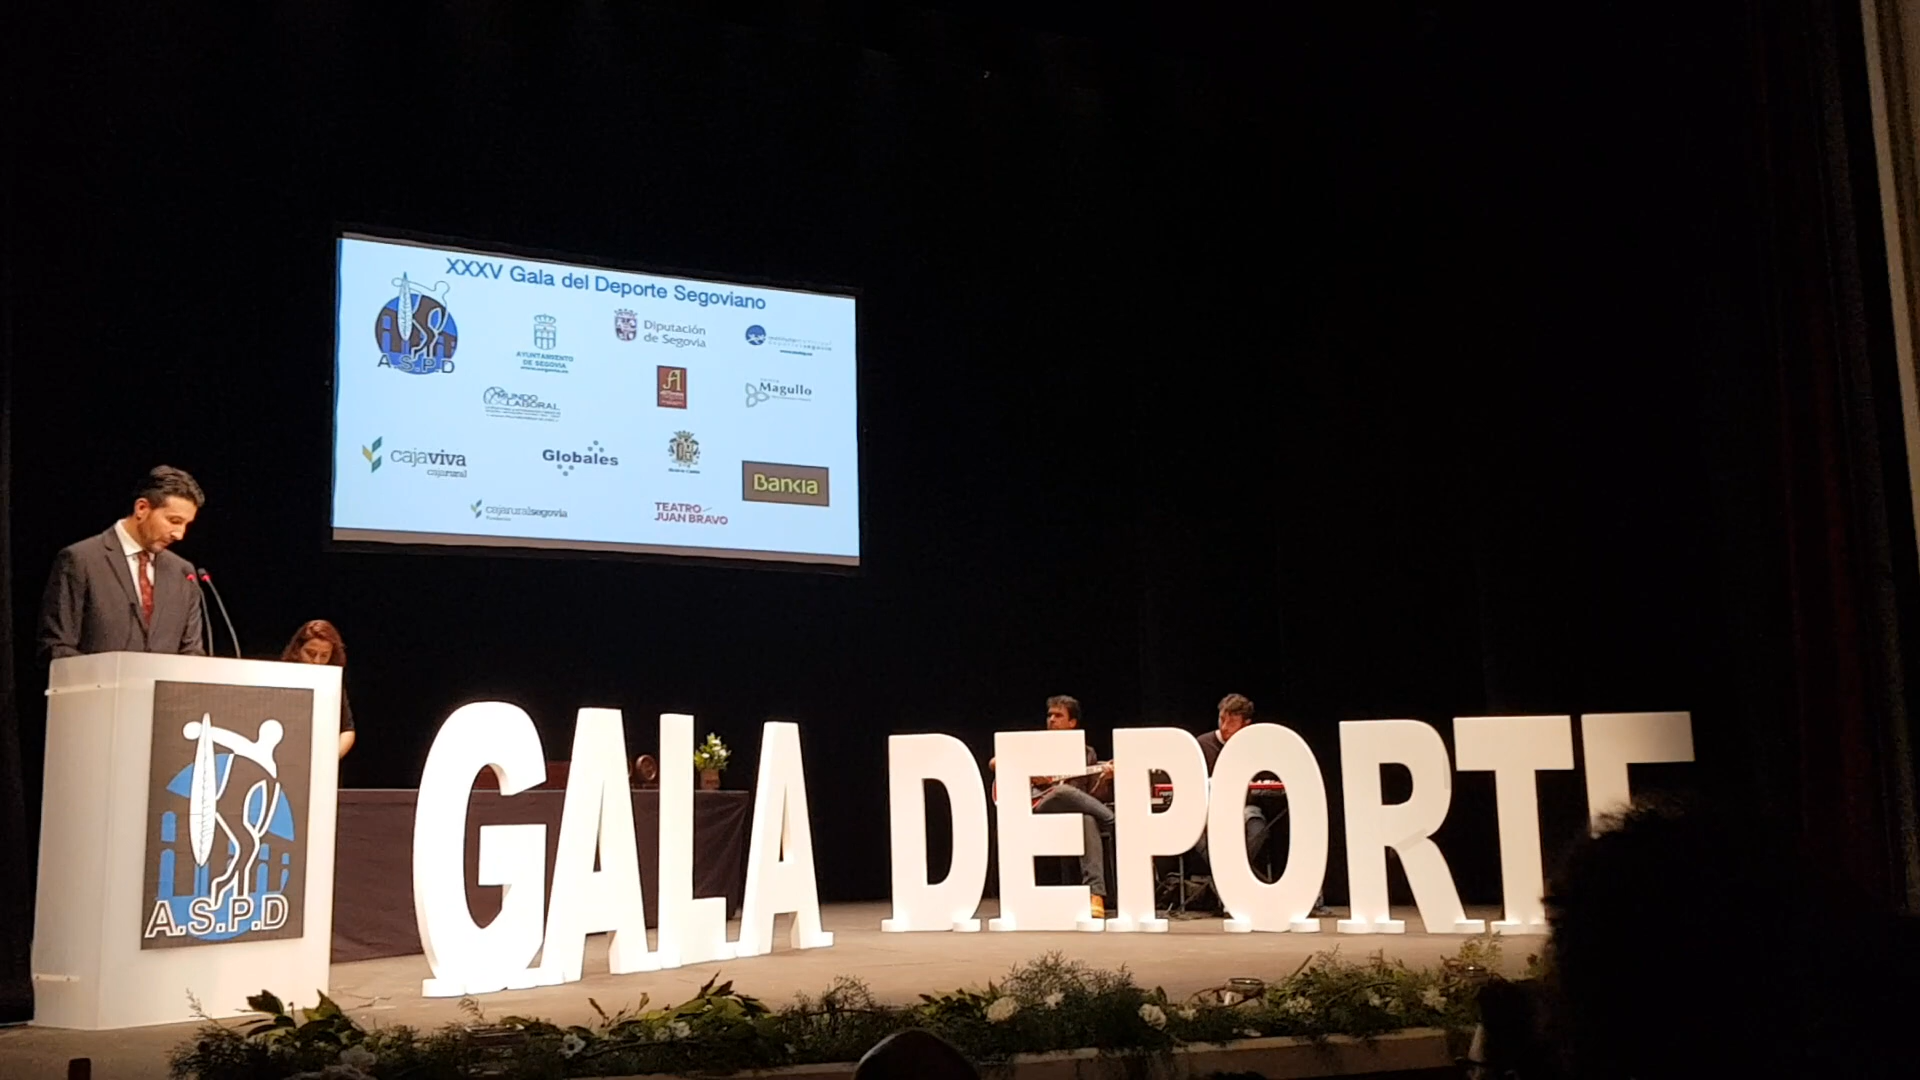 XXXV Gala del Deporte Segoviano
A.S.P.D
AYUNTAMIENTO
DE SEGOVIA
Diputación
de Segovia
MUNDO
LABORAL
Magullo
cajaviva
cajarural
Globales
Bankia
cajaruralsegovia
TEATRO
JUAN BRAVO
A.S.P.D
GALA DEPORTE